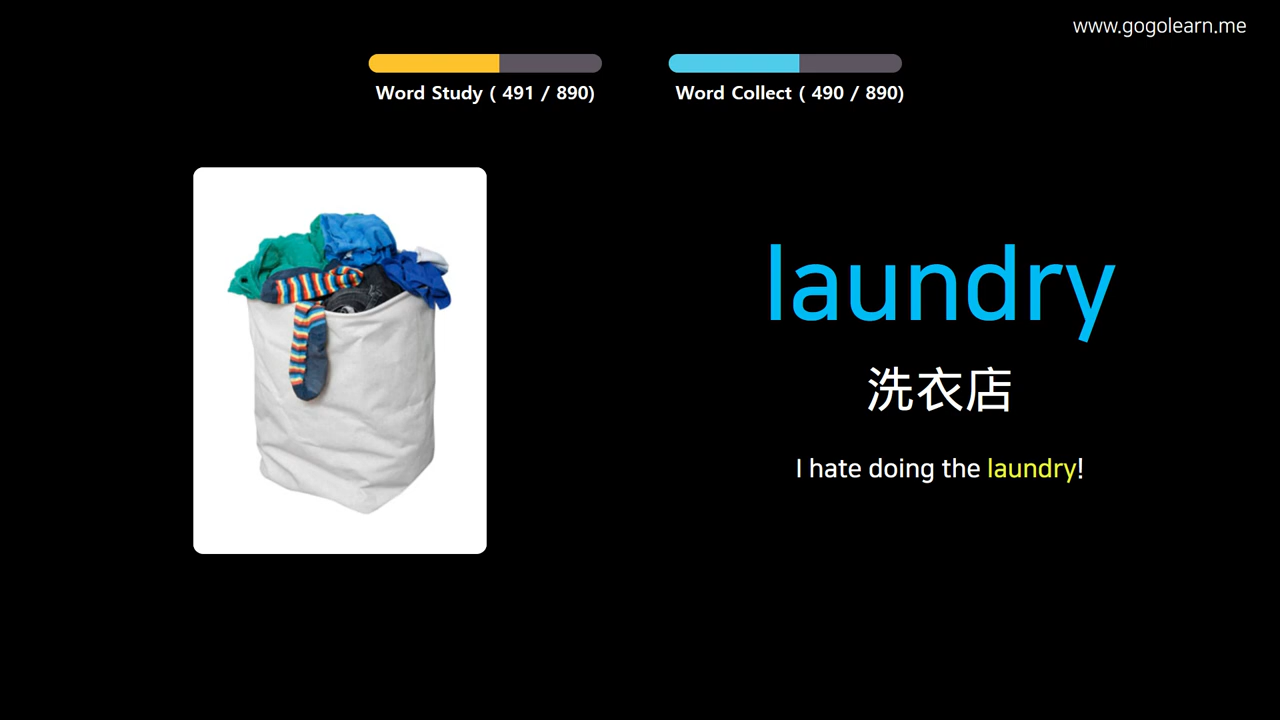 www.gogolearn.me
Word Study ( 491 / 890)
Word Collect ( 490 / 890)
laundry
洗衣店
I hate doing the laundry!